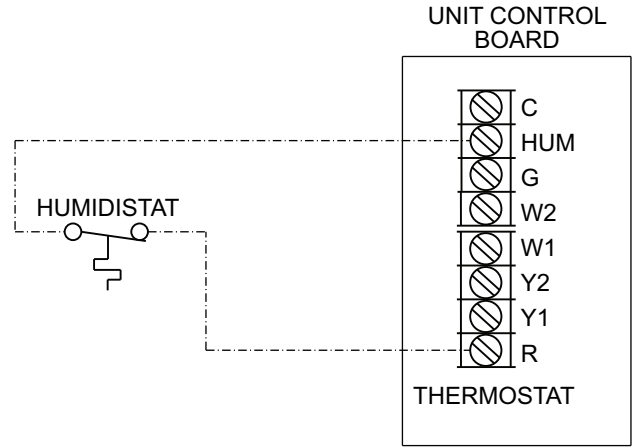 UNIT CONTROL
BOARD
C
HUM
G
HUMIDISTAT
W2
W1
Y2
Y1
R
THERMOSTAT